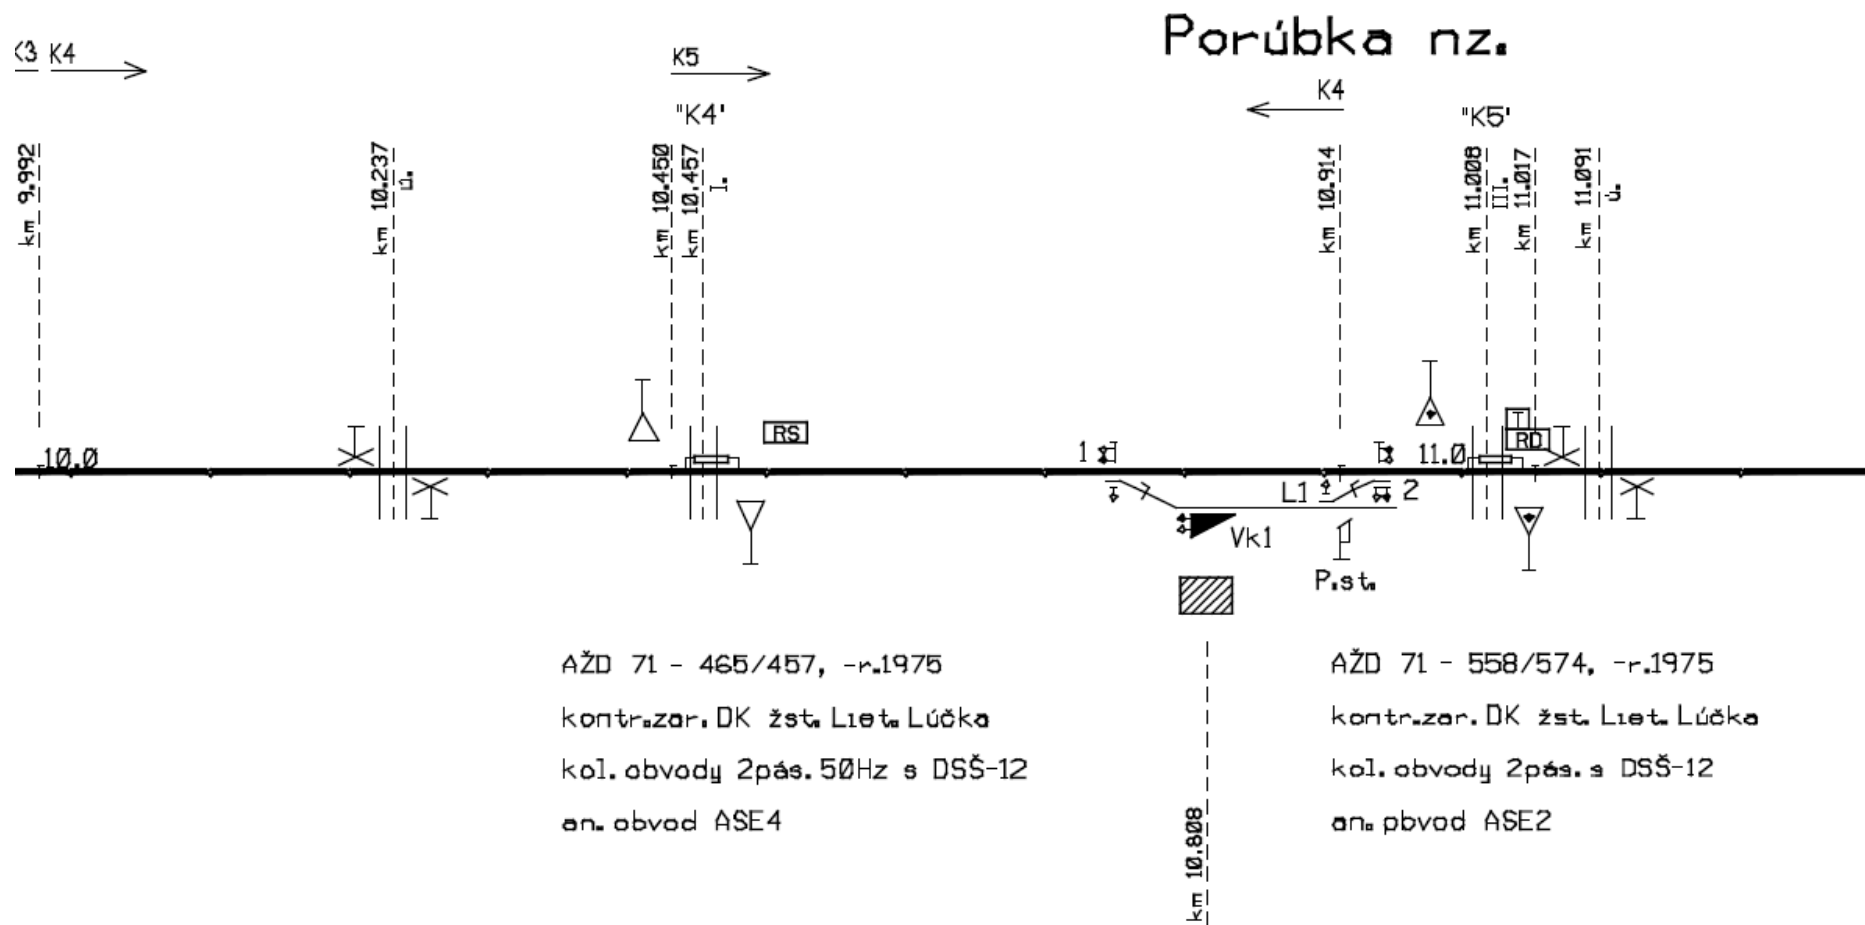 Porúbka nz.
K3 K4
K5
K4
"K4'
"K5'
km 9.992
km 10.237
ú.
km 10.450
km 10.457
I.
km 10.914
km 11.008
III.
km 11.017
km 11.091
ú.
RS
RD
10.0
1
11.0
L1
2
Vk1
P.st.
AŽD 71 - 465/457, -r.1975
kontr.zar. DK žst. Liet. Lúčka
kol. obvody 2pás. 50Hz s DSŠ-12
an. obvod ASE4
AŽD 71 - 558/574, -r.1975
kontr.zar. DK žst. Liet. Lúčka
kol. obvody 2pás. s DSŠ-12
an. pbvod ASE2
km 10.808